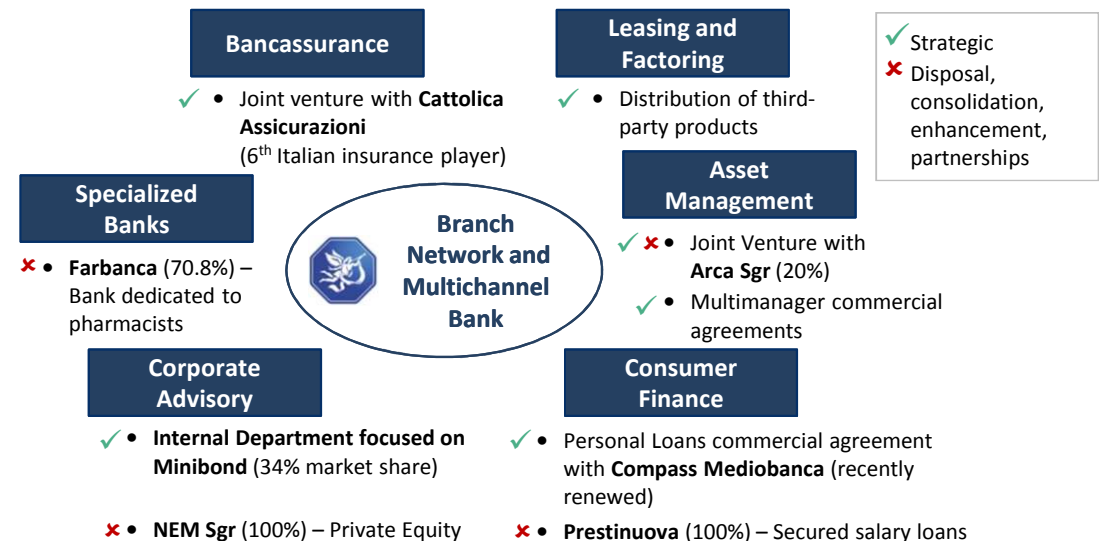 Bancassurance
✓ • Joint venture with Cattolica
Assicurazioni
(6th Italian insurance player)
Leasing and
Factoring
✓ • Distribution of third-
party products
✓ Strategic
✘ Disposal,
consolidation,
enhancement,
partnerships
Specialized
Banks
✘ • Farbanca (70.8%) –
Bank dedicated to
pharmacists
Branch
Network and
Multichannel
Bank
Asset
Management
✓ ✘ • Joint Venture with
Arca Sgr (20%)
✓ • Multimanager commercial
agreements
Corporate
Advisory
✓ • Internal Department focused on
Minibond (34% market share)
✘ • NEM Sgr (100%) – Private Equity
Consumer
Finance
✓ • Personal Loans commercial agreement
with Compass Mediobanca (recently
renewed)
✘ • Prestinuova (100%) – Secured salary loans